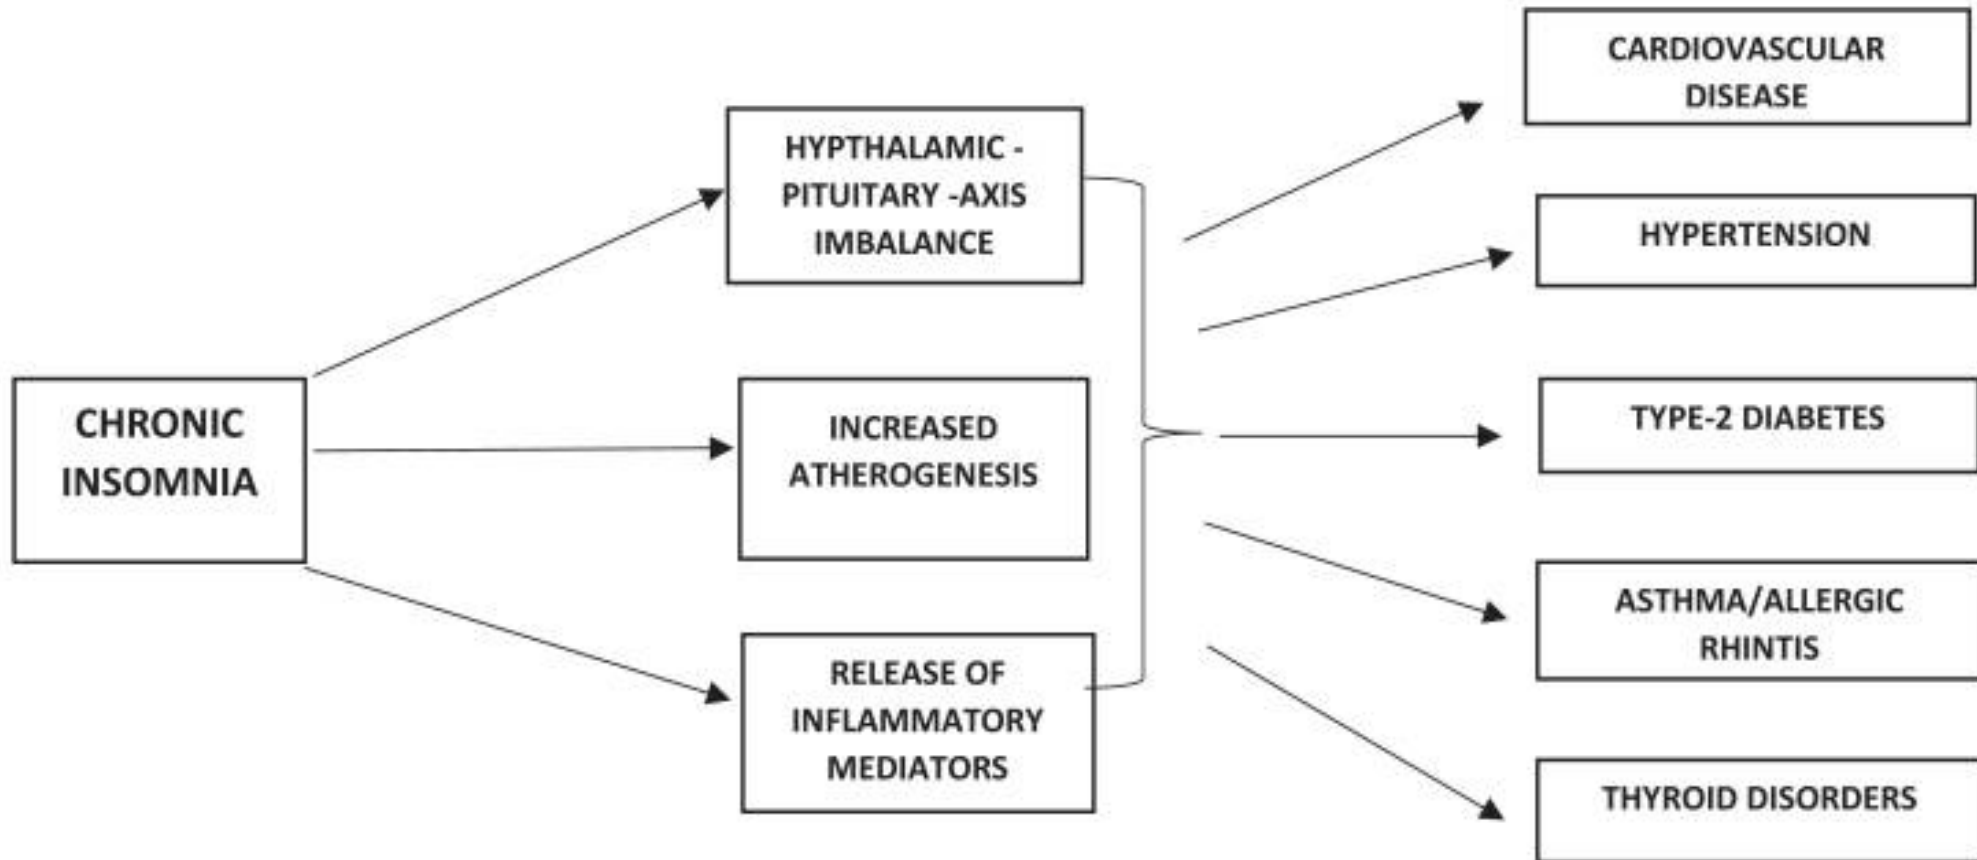 CHRONIC
INSOMNIA
HYPTHALAMIC -
PITUITARY -AXIS
IMBALANCE
INCREASED
ATHEROGENESIS
RELEASE OF
INFLAMMATORY
MEDIATORS
CARDIOVASCULAR
DISEASE
HYPERTENSION
TYPE-2 DIABETES
ASTHMA/ALLERGIC
RHINTIS
THYROID DISORDERS